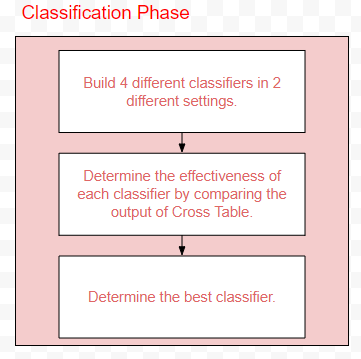 Classification Phase
Build 4 different classifiers in 2
different settings.
Determine the effectiveness of
each classifier by comparing the
output of Cross Table.
Determine the best classifier.